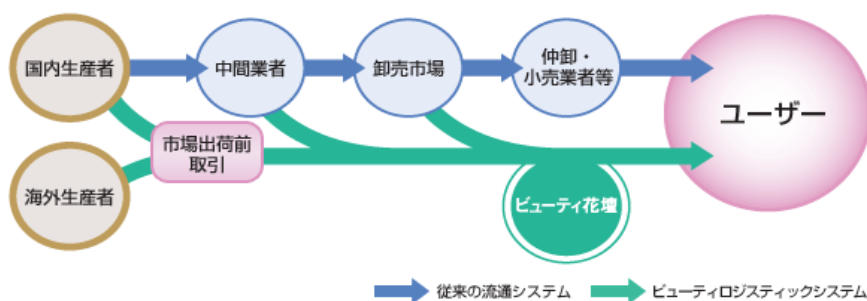 国内生産者
中間業者
卸売市場
仲卸・
小売業者等
ユーザー
市場出荷前
取引
海外生産者
ビューティ花壇
従来の流通システム
ビューティロジスティックシステム